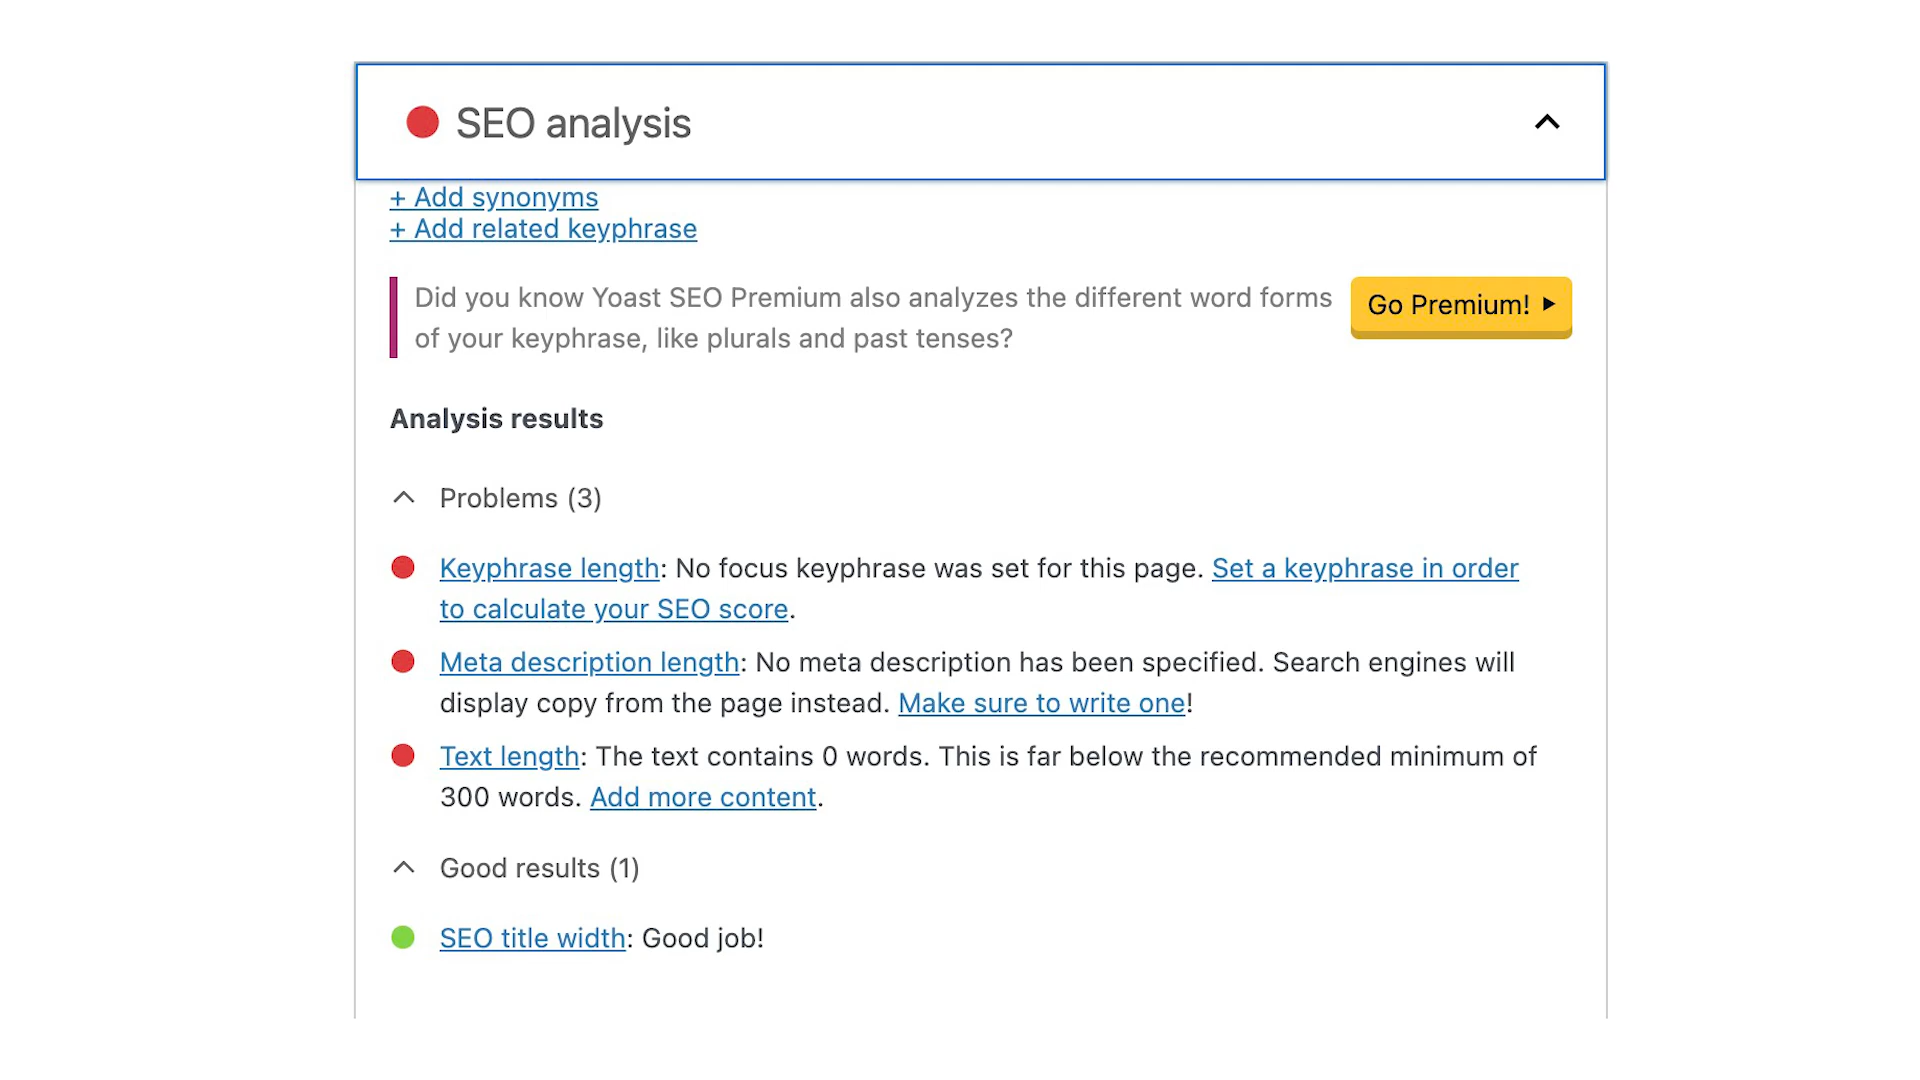 SEO analysis
+ Add synonyms
+ Add related keyphrase
Did you know Yoast SEO Premium also analyzes the different word forms
of your keyphrase, like plurals and past tenses?
Go Premium!
Analysis results
Problems (3)
Keyphrase length: No focus keyphrase was set for this page. Set a keyphrase in order
to calculate your SEO score.
Meta description length: No meta description has been specified. Search engines will
display copy from the page instead. Make sure to write one!
Text length: The text contains 0 words. This is far below the recommended minimum of
300 words. Add more content.
Good results (1)
SEO title width: Good job!